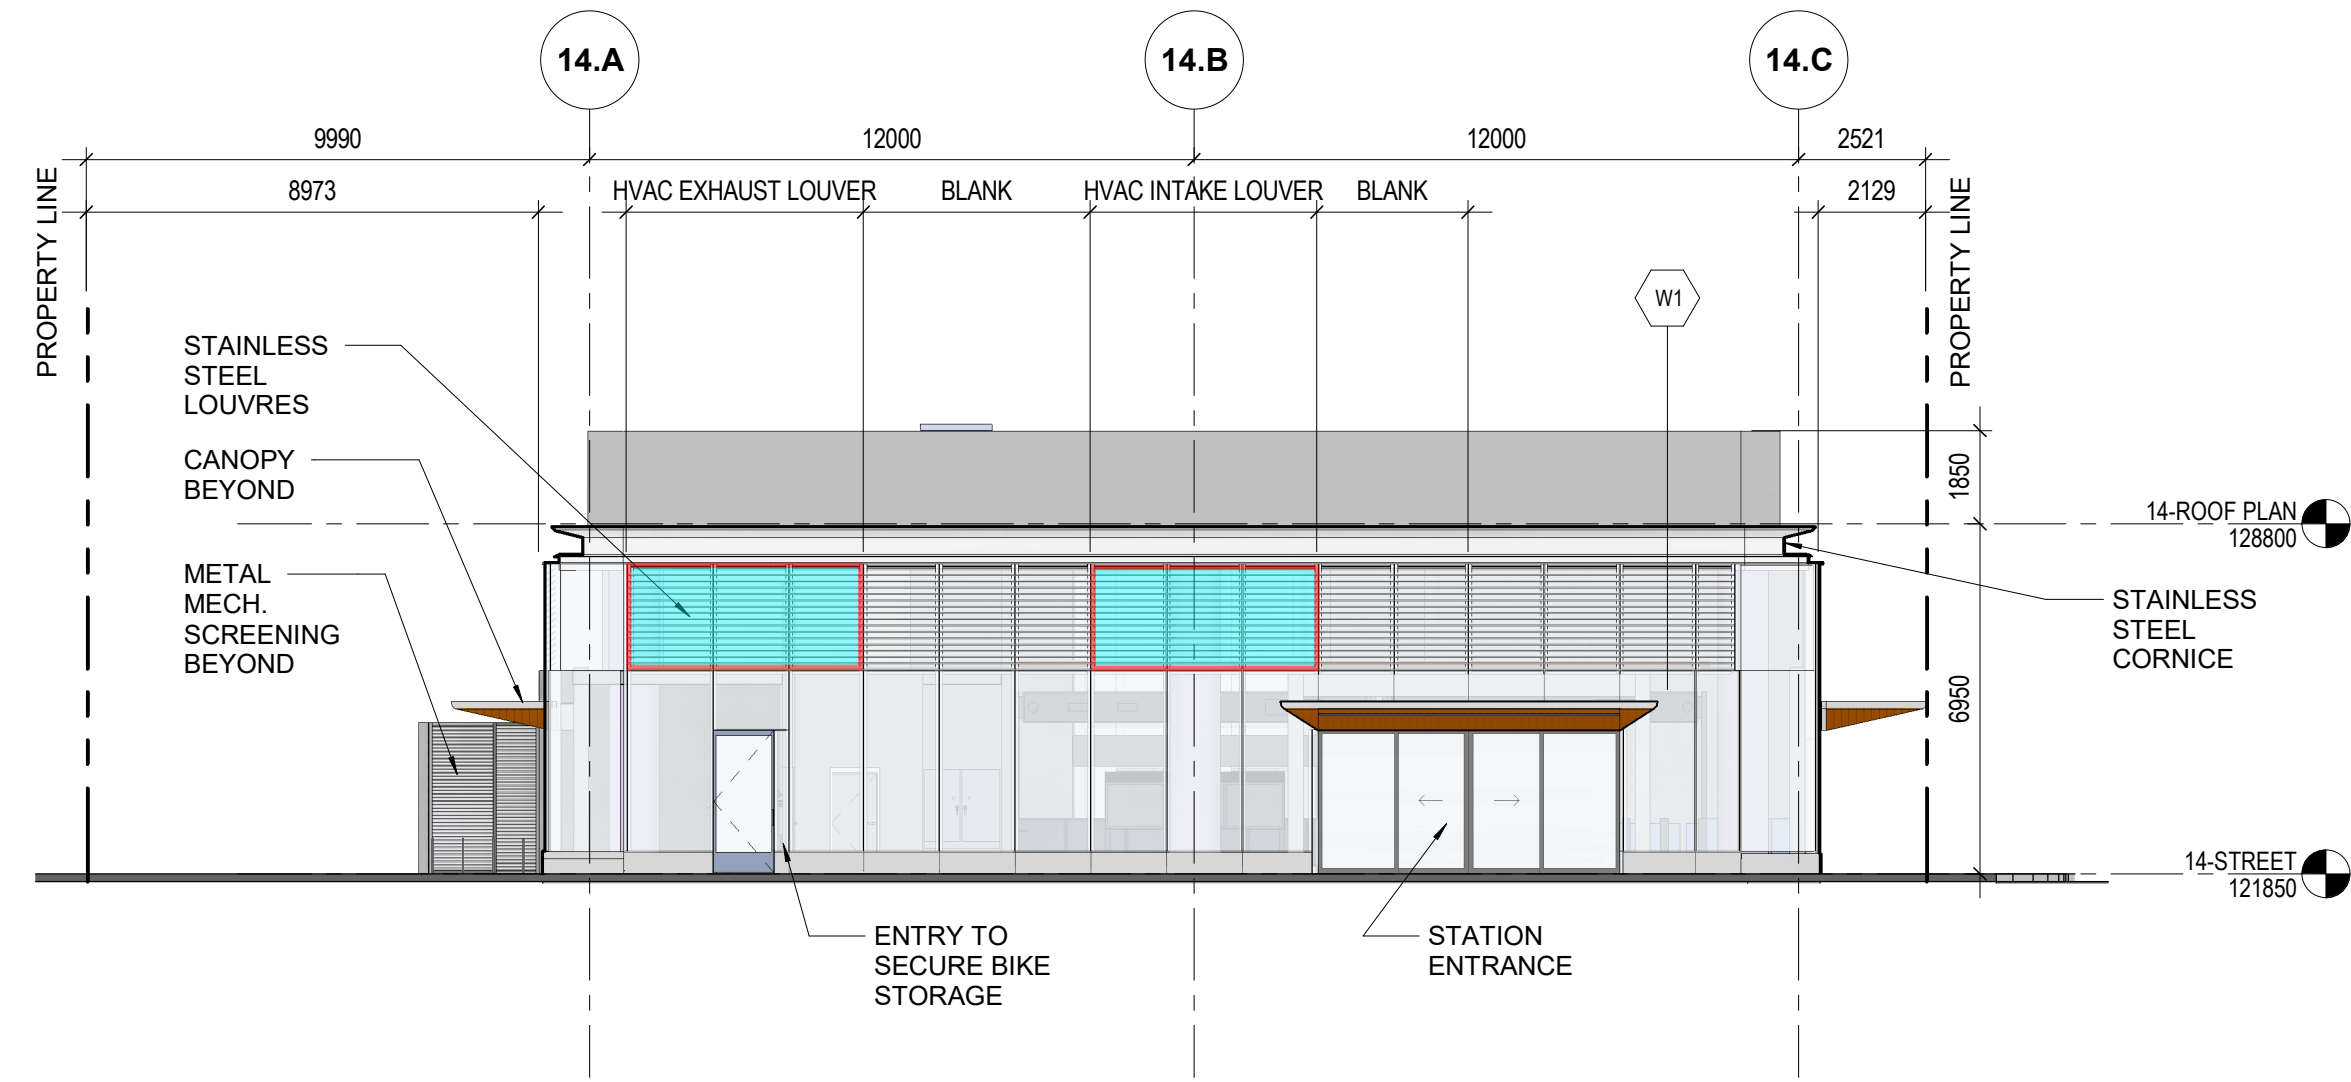 14.A
14.B
14.C
9990
12000
12000
2521
8973
HVAC EXHAUST LOUVER
BLANK
HVAC INTAKE LOUVER
BLANK
2129
PROPERTY LINE
PROPERTY LINE
W1
STAINLESS
STEEL
LOUVRES
CANOPY
BEYOND
METAL
MECH.
SCREENING
BEYOND
1850
14-ROOF PLAN
128800
STAINLESS
STEEL
CORNICE
6950
14-STREET
121850
ENTRY TO
SECURE BIKE
STORAGE
STATION
ENTRANCE